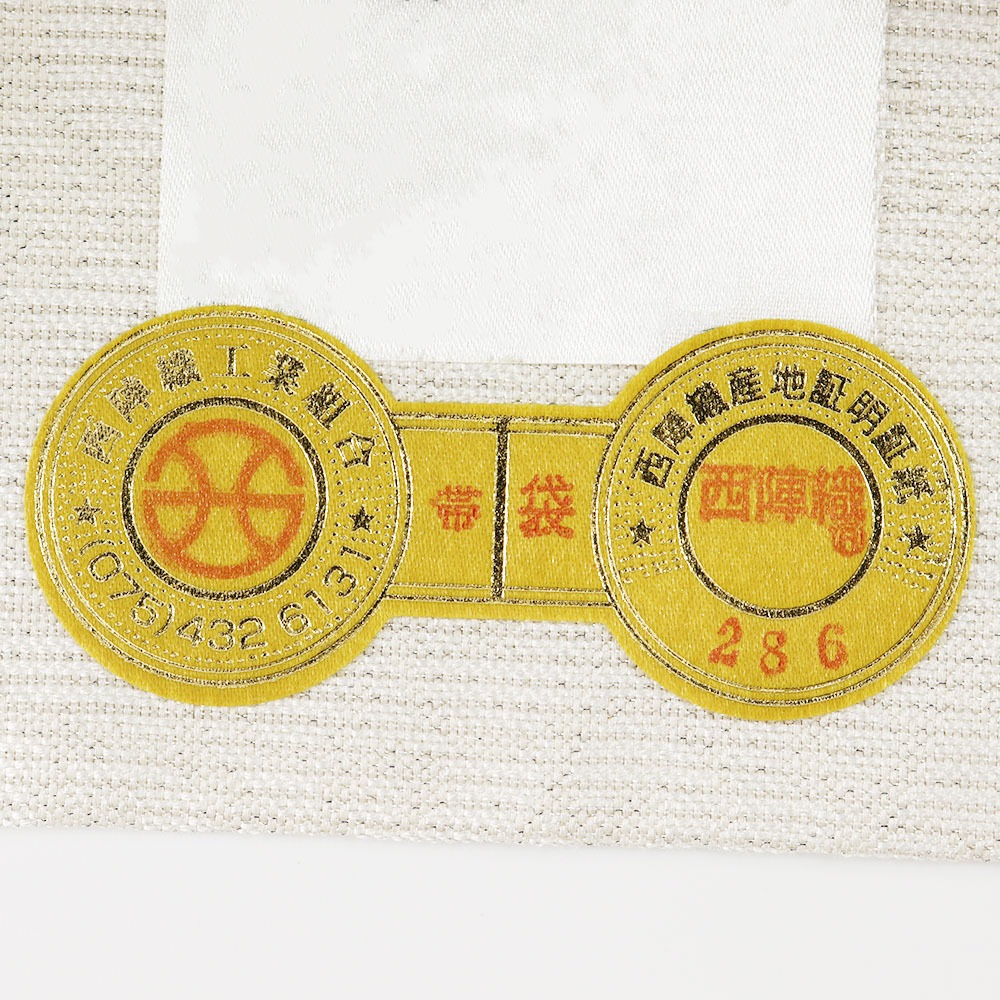 西陣織工業組合
(075)432 6131
帯 袋
西陣織産地証明証紙
西陣織®
286